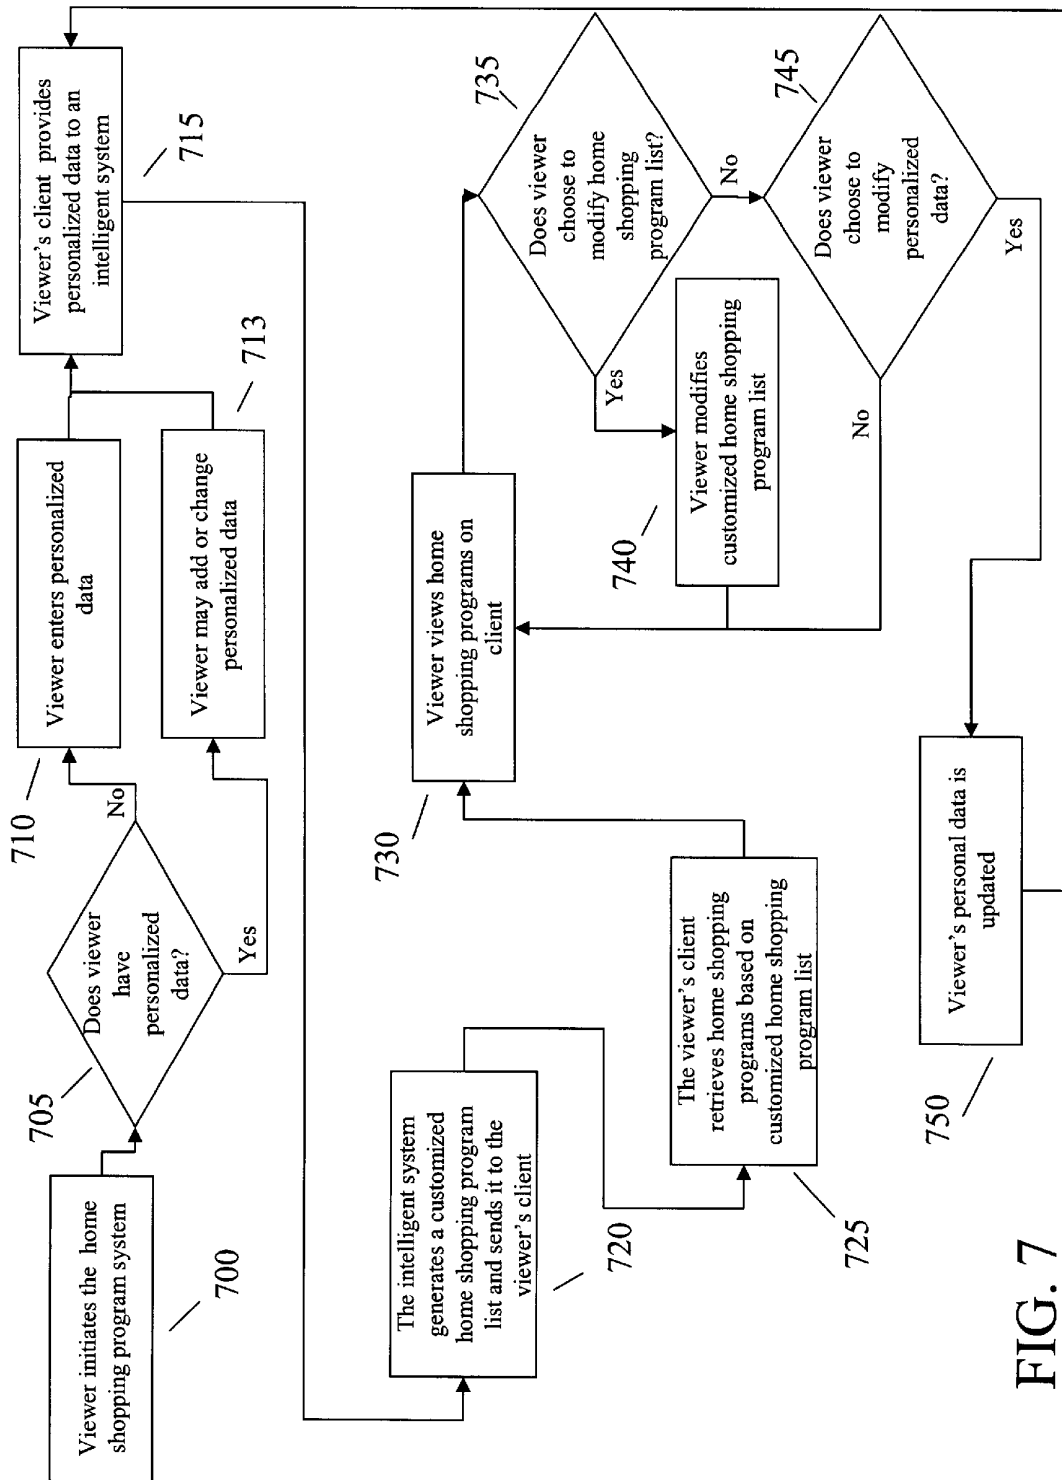 Viewer initiates the home
shopping program system
700
Does viewer
have
personalized
data?
705
No
Yes
Viewer enters personalized
data
710
Viewer may add or change
personalized data
713
Viewer's client provides
personalized data to an
intelligent system
715
The intelligent system
generates a customized
home shopping program
list and sends it to the
viewer's client
720
The viewer's client
retrieves home shopping
programs based on
customized home shopping
program list
725
Viewer views home
shopping programs on
client
730
Does viewer
choose to
modify home
shopping
program list?
735
Yes
No
Viewer modifies
customized home shopping
program list
740
Does viewer
choose to
modify
personalized
data?
745
No
Yes
Viewer's personal data is
updated
750
FIG. 7